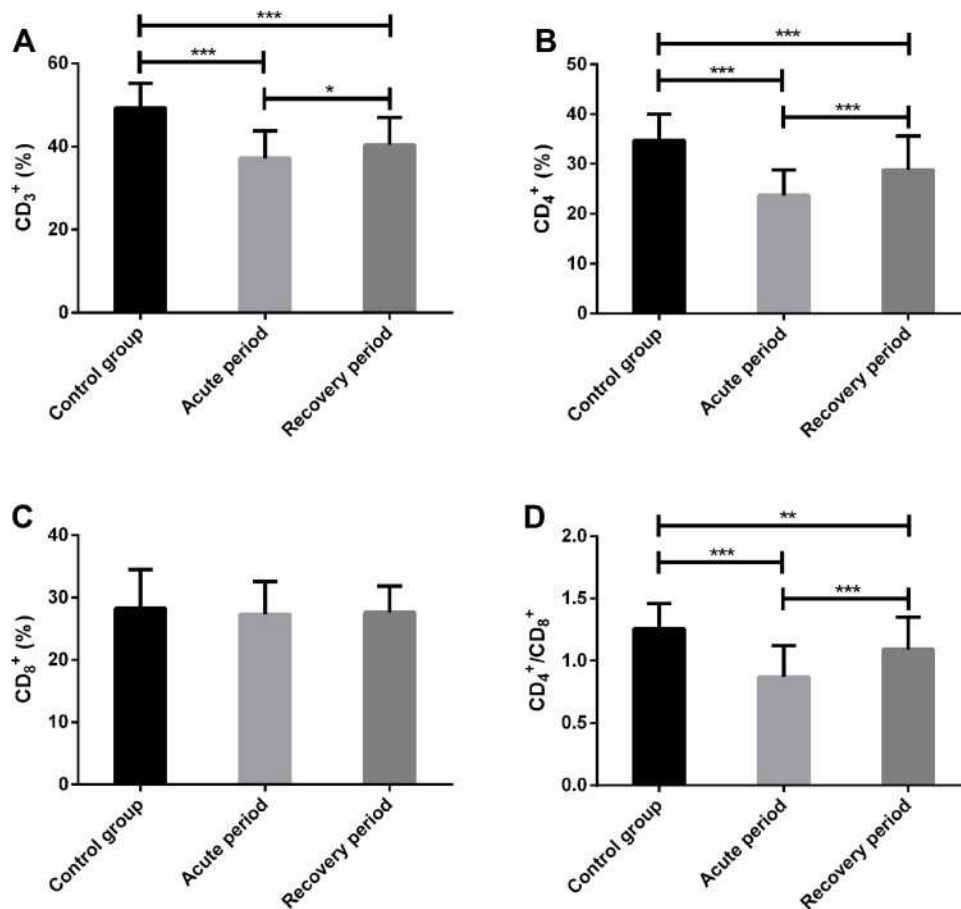 A
***
***
*
60
40
20
0
CD₃⁺ (%)
Control group
Acute period
Recovery period
B
***
***
***
50
40
30
20
10
0
CD₄⁺ (%)
Control group
Acute period
Recovery period
C
40
30
20
10
0
CD₈⁺ (%)
Control group
Acute period
Recovery period
D
**
***
***
2.0
1.5
1.0
0.5
0.0
CD₄⁺/CD₈⁺
Control group
Acute period
Recovery period